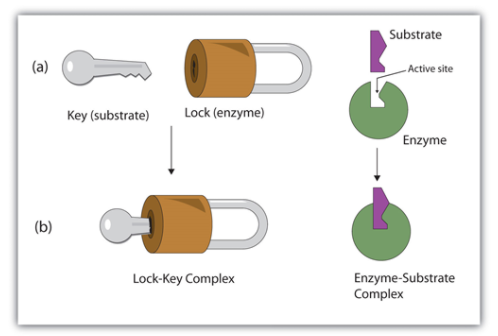 (a)
Key (substrate)
Lock (enzyme)
Substrate
Active site
Enzyme
(b)
Lock-Key Complex
Enzyme-Substrate
Complex